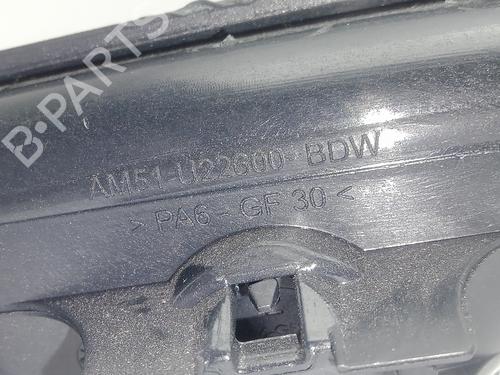 B-PARTS
AM51-U22600-BDW
> PA6 - GF 30 <